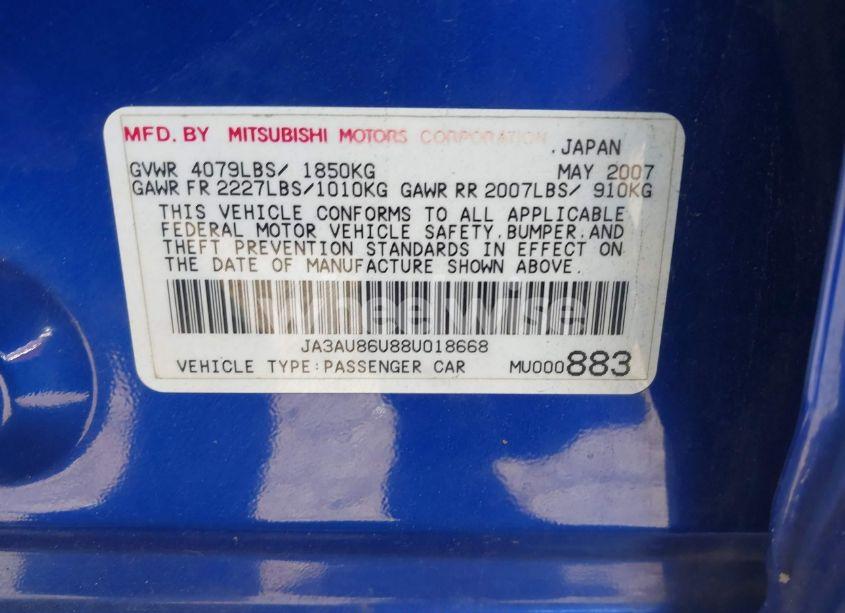 MFD. BY MITSUBISHI MOTORS CORPORATION
.JAPAN
GVWR 4079LBS/ 1850KG MAY 2007
GAWR FR 2227LBS/1010KG GAWR RR 2007LBS/ 910KG
THIS VEHICLE CONFORMS TO ALL APPLICABLE
FEDERAL MOTOR VEHICLE SAFETY.BUMPER.AND
THEFT PREVENTION STANDARDS IN EFFECT ON
THE DATE OF MANUFACTURE SHOWN ABOVE.
wheelwise
JA3AU86U88U018668
VEHICLE TYPE:PASSENGER CAR MU000883